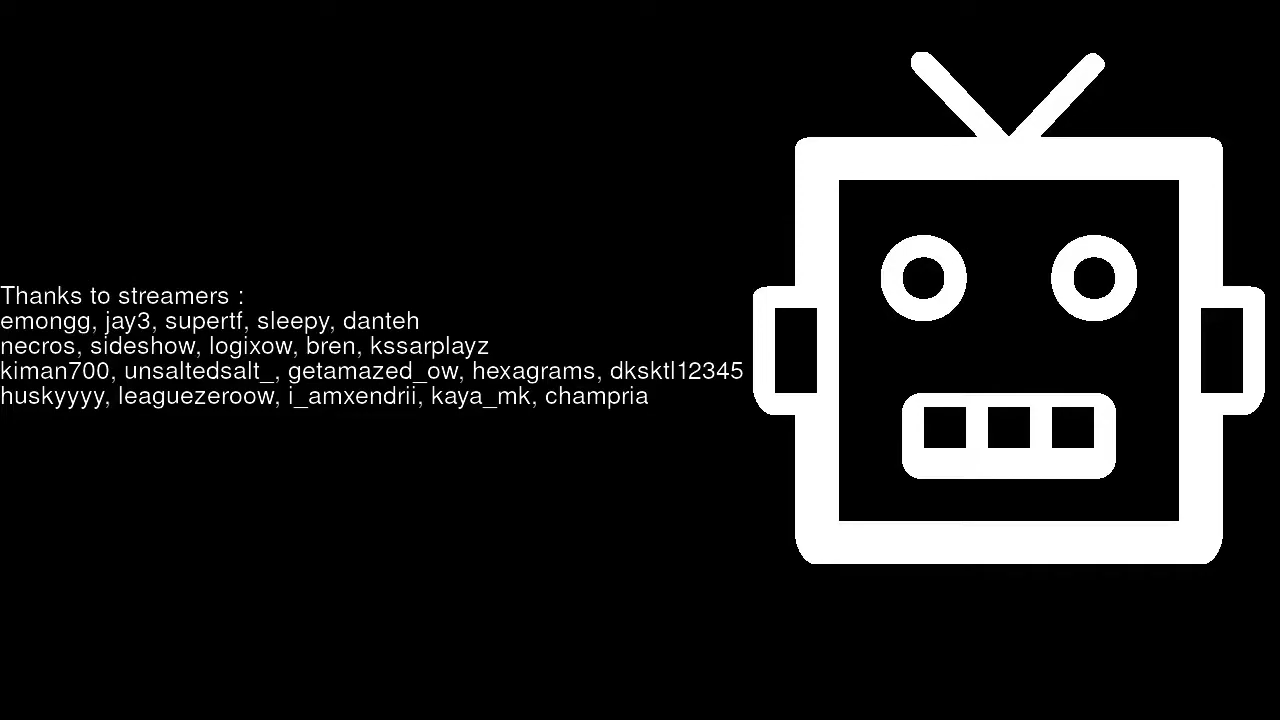 Thanks to streamers :
emongg, jay3, supertf, sleepy, danteh
necros, sideshow, logixow, bren, kssarplayz
kiman700, unsaltedsalt_, getamazed_ow, hexagrams, dksktl12345
huskyyyy, leaguezeroow, i_amxendrii, kaya_mk, champria